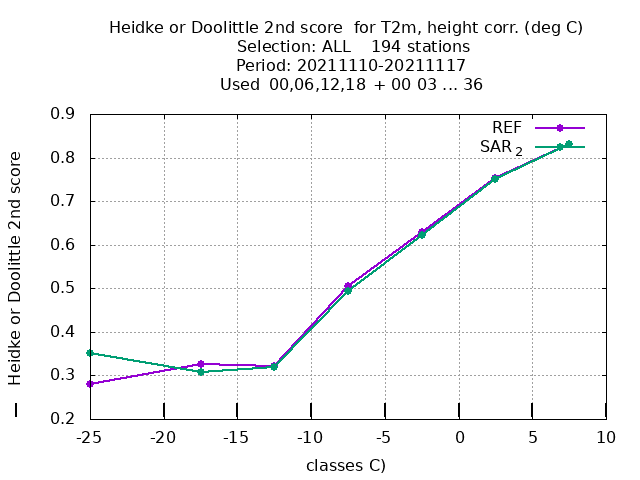 Heidke or Doolittle 2nd score  for T2m, height corr. (deg C)
Selection: ALL    194 stations
Period: 20211110-20211117
Used  00,06,12,18  + 00 03 ... 36
Heidke or Doolittle 2nd score
0.9
0.8
0.7
0.6
0.5
0.4
0.3
0.2
REF
SAR 2
-25 -20 -15 -10 -5 0 5 10
classes C)